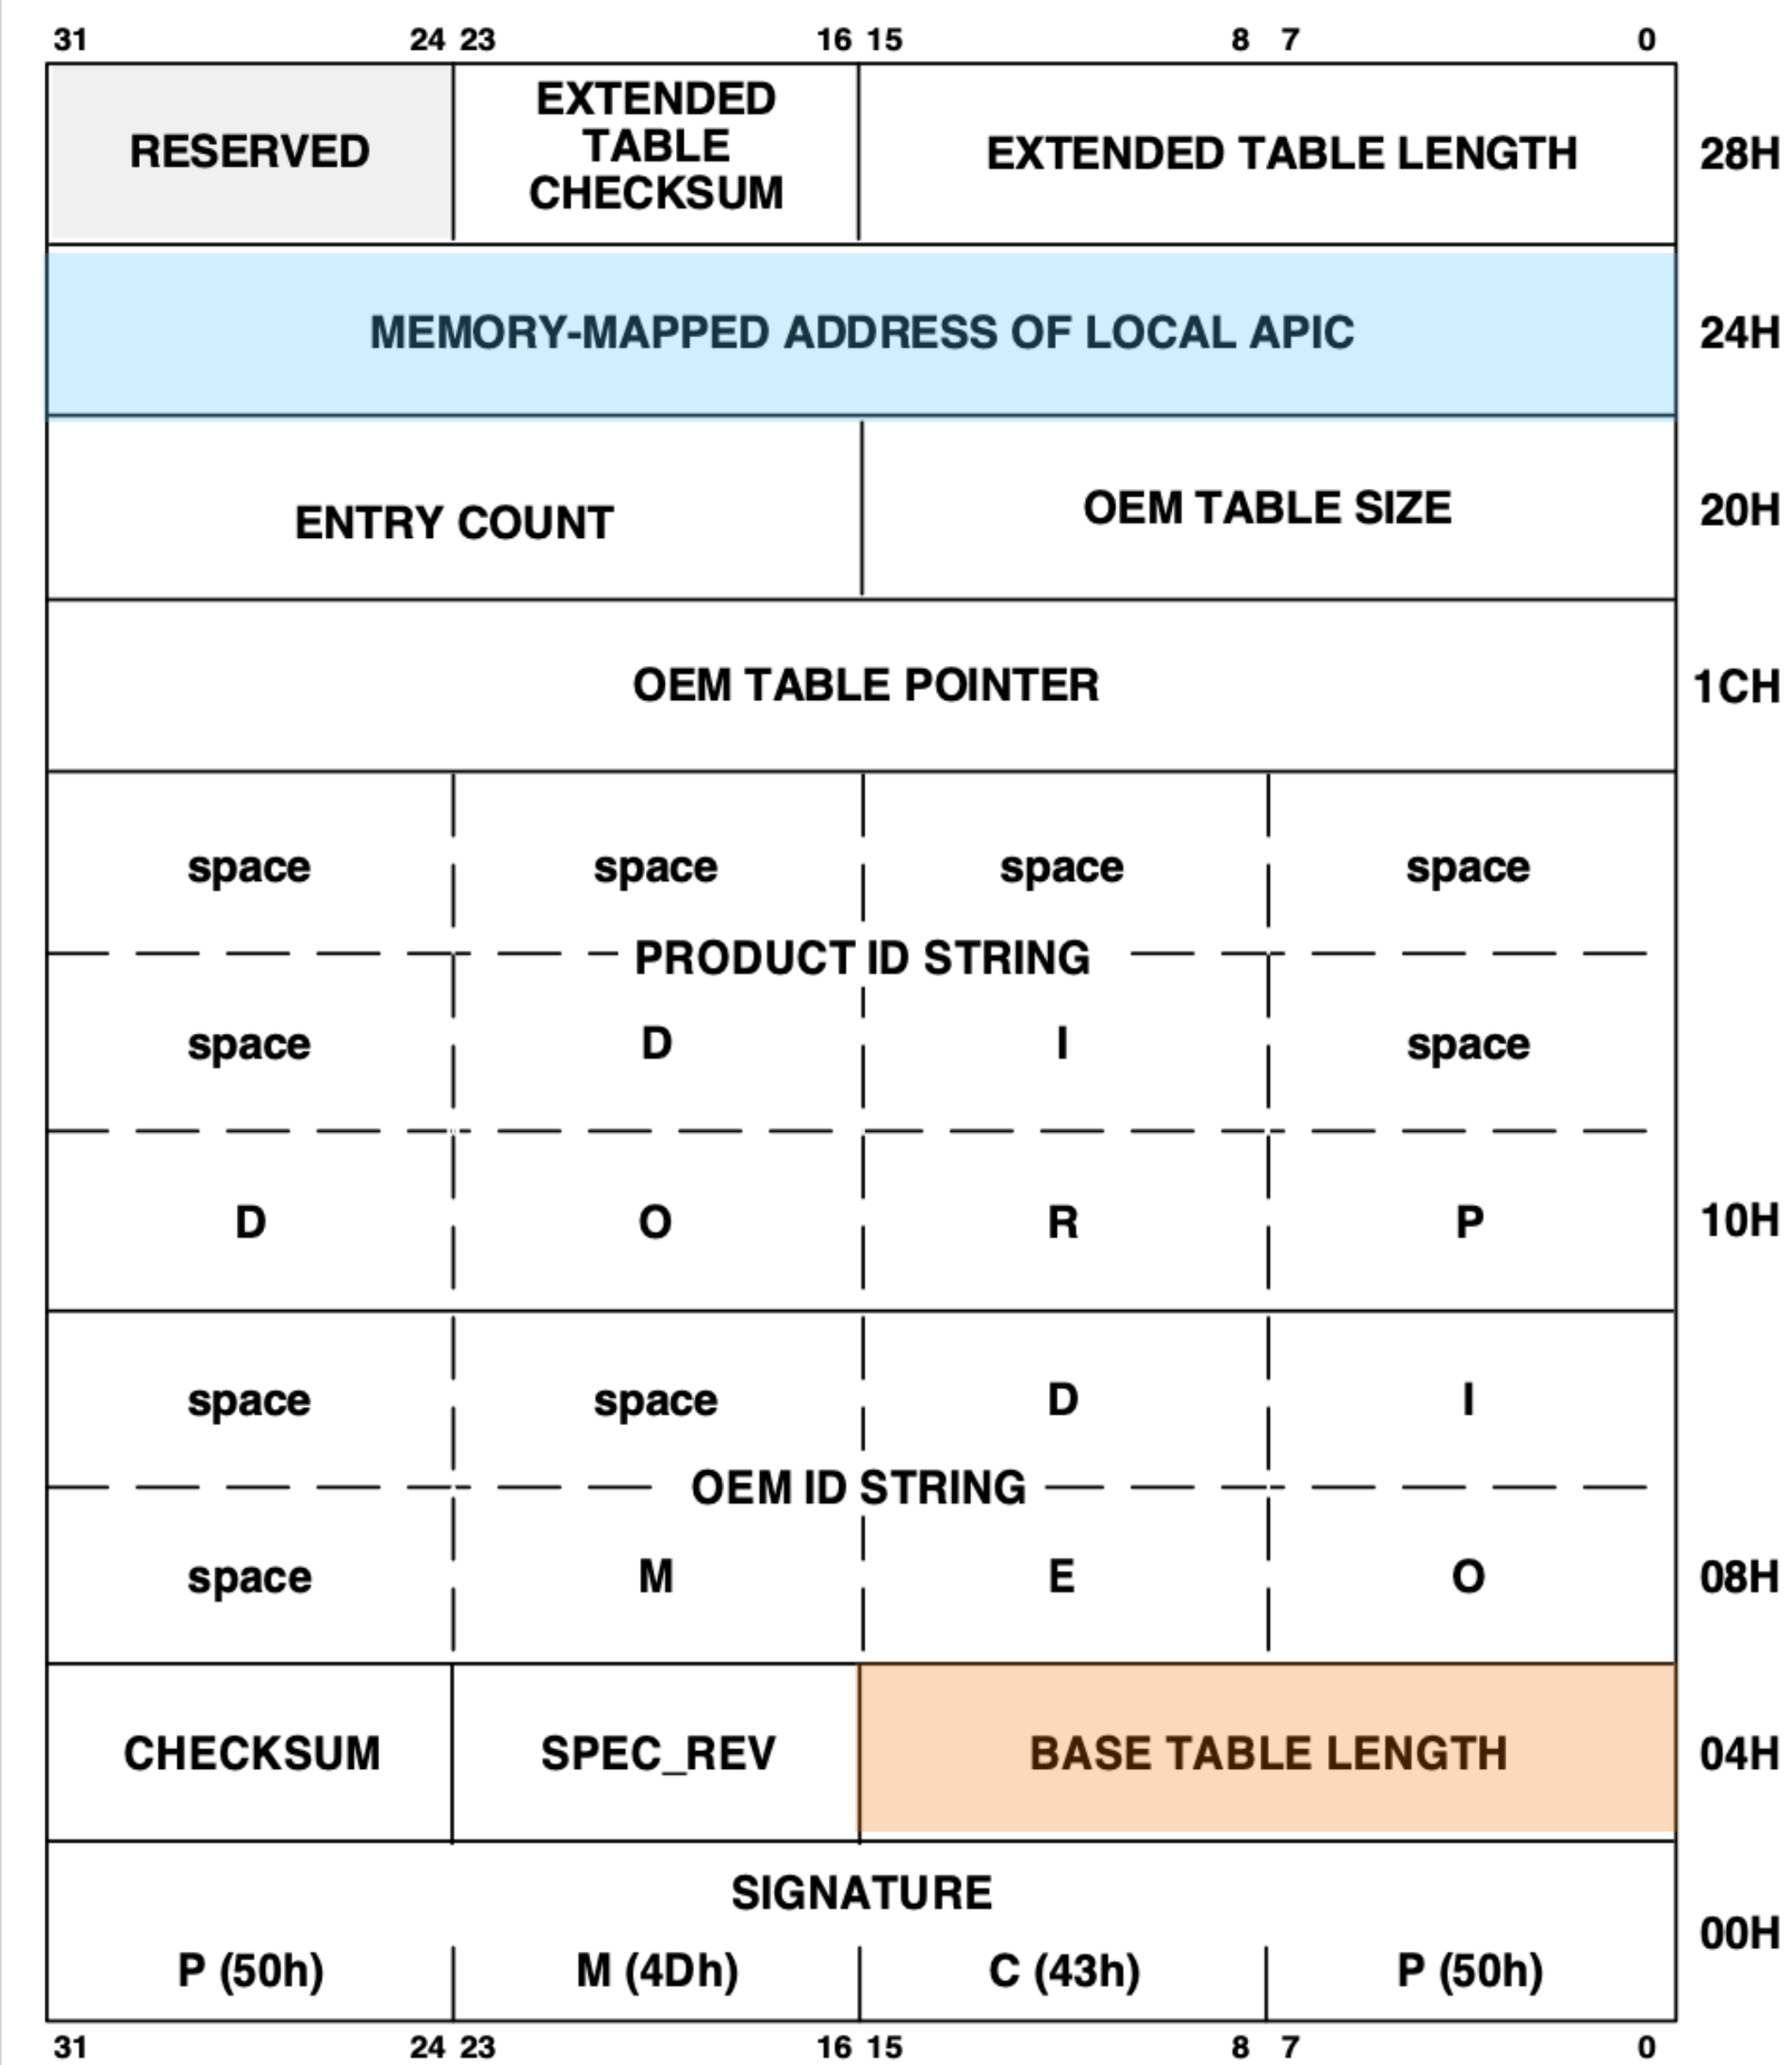 31 24 23 16 15 8 7 0
RESERVED
EXTENDED
TABLE
CHECKSUM
EXTENDED TABLE LENGTH
28H
MEMORY-MAPPED ADDRESS OF LOCAL APIC
24H
ENTRY COUNT
OEM TABLE SIZE
20H
OEM TABLE POINTER
1CH
space space space space
PRODUCT ID STRING
space D I space
D O R P 10H
space space D I
OEM ID STRING
space M E O 08H
CHECKSUM SPEC_REV BASE TABLE LENGTH 04H
SIGNATURE
00H
P (50h) M (4Dh) C (43h) P (50h)
31 24 23 16 15 8 7 0